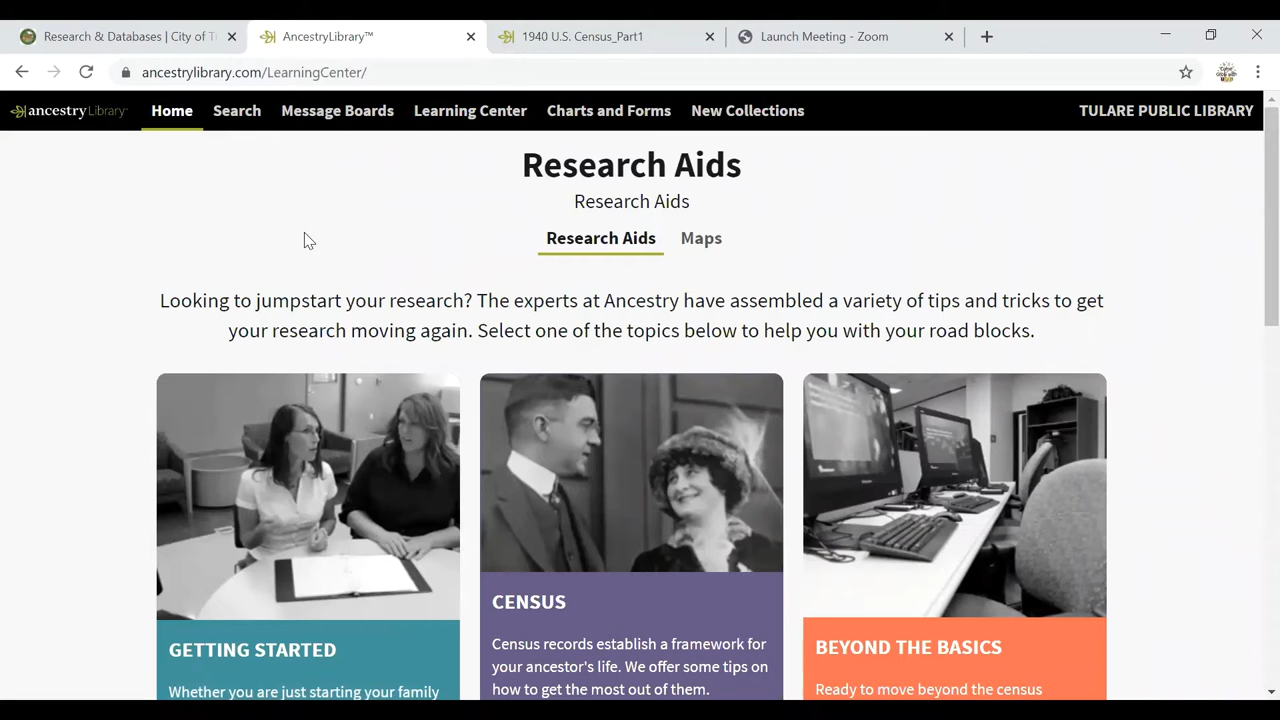 Research & Databases | City of T
AncestryLibrary™
1940 U.S. Census_Part1
Launch Meeting - Zoom
ancestrylibrary.com/LearningCenter/
ancestryLibrary
Home
Search
Message Boards
Learning Center
Charts and Forms
New Collections
TULARE PUBLIC LIBRARY
Research Aids
Research Aids
Research Aids
Maps
Looking to jumpstart your research? The experts at Ancestry have assembled a variety of tips and tricks to get
your research moving again. Select one of the topics below to help you with your road blocks.
GETTING STARTED
Whether you are just starting your family
CENSUS
Census records establish a framework for
your ancestor's life. We offer some tips on
how to get the most out of them.
BEYOND THE BASICS
Ready to move beyond the census